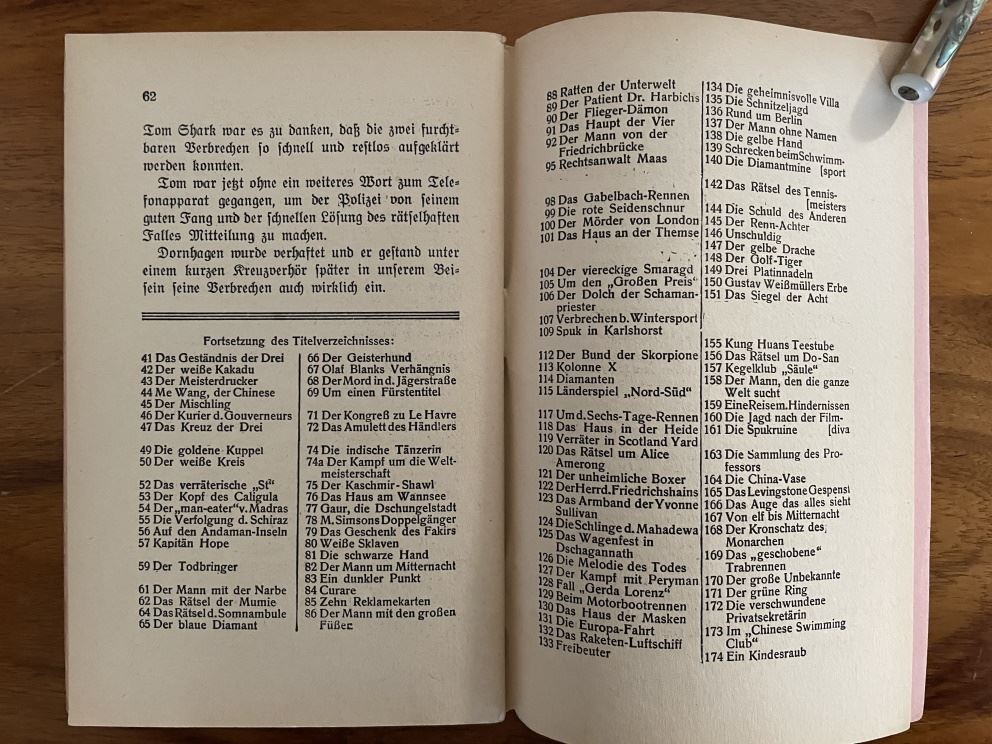 62
Tom Shark war es zu danken, daß die zwei furcht-
baren Verbrechen so schnell und restlos aufgeklärt
werden konnten.
Tom war jetzt ohne ein weiteres Wort zum Tele-
fonapparat gegangen, um der Polizei von seinem
guten Fang und der schnellen Lösung des rätselhaften
Falles Mitteilung zu machen.
Dornhagen wurde verhaftet und er gestand unter
einem kurzen Kreuzverhör später in unserem Bei-
sein seine Verbrechen auch wirklich ein.
Fortsetzung des Titelverzeichnisses:
41 Das Geständnis der Drei
42 Der weiße Kakadu
43 Der Meisterdrucker
44 Me Wang, der Chinese
45 Der Mischling
46 Der Kurier d. Gouverneurs
47 Das Kreuz der Drei
49 Die goldene Kuppel
50 Der weiße Kreis
52 Das verräterische „St"
53 Der Kopf des Caligula
54 Der „man-eater" v. Madras
55 Die Verfolgung d. Schiraz
56 Auf den Andaman-Inseln
57 Kapitän Hope
59 Der Todbringer
61 Der Mann mit der Narbe
62 Das Rätsel der Mumie
64 Das Rätsel d. Somnambule
65 Der blaue Diamant
66 Der Geisterhund
67 Olaf Blanks Verhängnis
68 Der Mord in d. Jägerstraße
69 Um einen Fürstentitel
71 Der Kongreß zu Le Havre
72 Das Amulett des Händlers
74 Die indische Tänzerin
74a Der Kampf um die Welt-
meisterschaft
75 Der Kaschmir-Shawl
76 Das Haus am Wannsee
77 Gaur, die Dschungelstadt
78 M. Simsons Doppelgänger
79 Das Geschenk des Fakirs
80 Weiße Sklaven
81 Die schwarze Hand
82 Der Mann um Mitternacht
83 Ein dunkler Punkt
84 Curare
85 Zehn Reklamekarten
86 Der Mann mit den großen
Füßen
88 Ratten der Unterwelt
89 Der Patient Dr. Harbichs
90 Der Flieger-Dämon
91 Das Haupt der Vier
92 Der Mann von der
Friedrichbrücke
95 Rechtsanwalt Maas
98 Das Gabelbach-Rennen
99 Die rote Seidenschnur
100 Der Mörder von London
101 Das Haus an der Themse
104 Der viereckige Smaragd
105 Um den „Großen Preis"
106 Der Dolch der Schaman-
priester
107 Verbrechen b. Wintersport
109 Spuk in Karlshorst
112 Der Bund der Skorpione
113 Kolonne X
114 Diamanten
115 Länderspiel „Nord-Süd"
117 Um d. Sechs-Tage-Rennen
118 Das Haus in der Heide
119 Verräter in Scotland Yard
120 Das Rätsel um Alice
Amerong
121 Der unheimliche Boxer
122 Der Herr d. Friedrichshains
123 Das Armband der Yvonne
Sullivan
124 Die Schlinge d. Mahadewa
125 Das Wagenfest in
Dschagannath
126 Die Melodie des Todes
127 Der Kampf mit Peryman
128 Fall „Gerda Lorenz"
129 Beim Motorbootrennen
130 Das Haus der Masken
131 Die Europa-Fahrt
132 Das Raketen-Luftschiff
133 Freibeuter
134 Die geheimnisvolle Villa
135 Die Schnitzeljagd
136 Rund um Berlin
137 Der Mann ohne Namen
138 Die gelbe Hand
139 Schrecken beim Schwimm-
140 Die Diamantmine [sport
142 Das Rätsel des Tennis-
[meisters
144 Die Schuld des Anderen
145 Der Renn-Achter
146 Unschuldig
147 Der gelbe Drache
148 Der Golf-Tiger
149 Drei Platinnadeln
150 Gustav Weißmüllers Erbe
151 Das Siegel der Acht
155 Kung Huans Teestube
156 Das Rätsel um Do-San
157 Kegelklub „Säule"
158 Der Mann, den die ganze
Welt sucht
159 Eine Reise m. Hindernissen
160 Die Jagd nach der Film-
161 Die Spukruine [diva
163 Die Sammlung des Pro-
fessors
164 Die China-Vase
165 Das Levingstone Gespenst
166 Das Auge das alles sieht
167 Von elf bis Mitternacht
168 Der Kronschatz des
Monarchen
169 Das „geschobene"
Trabrennen
170 Der große Unbekannte
171 Der grüne Ring
172 Die verschwundene
Privatsekretärin
173 Im „Chinese Swimming
Club"
174 Ein Kindesraub